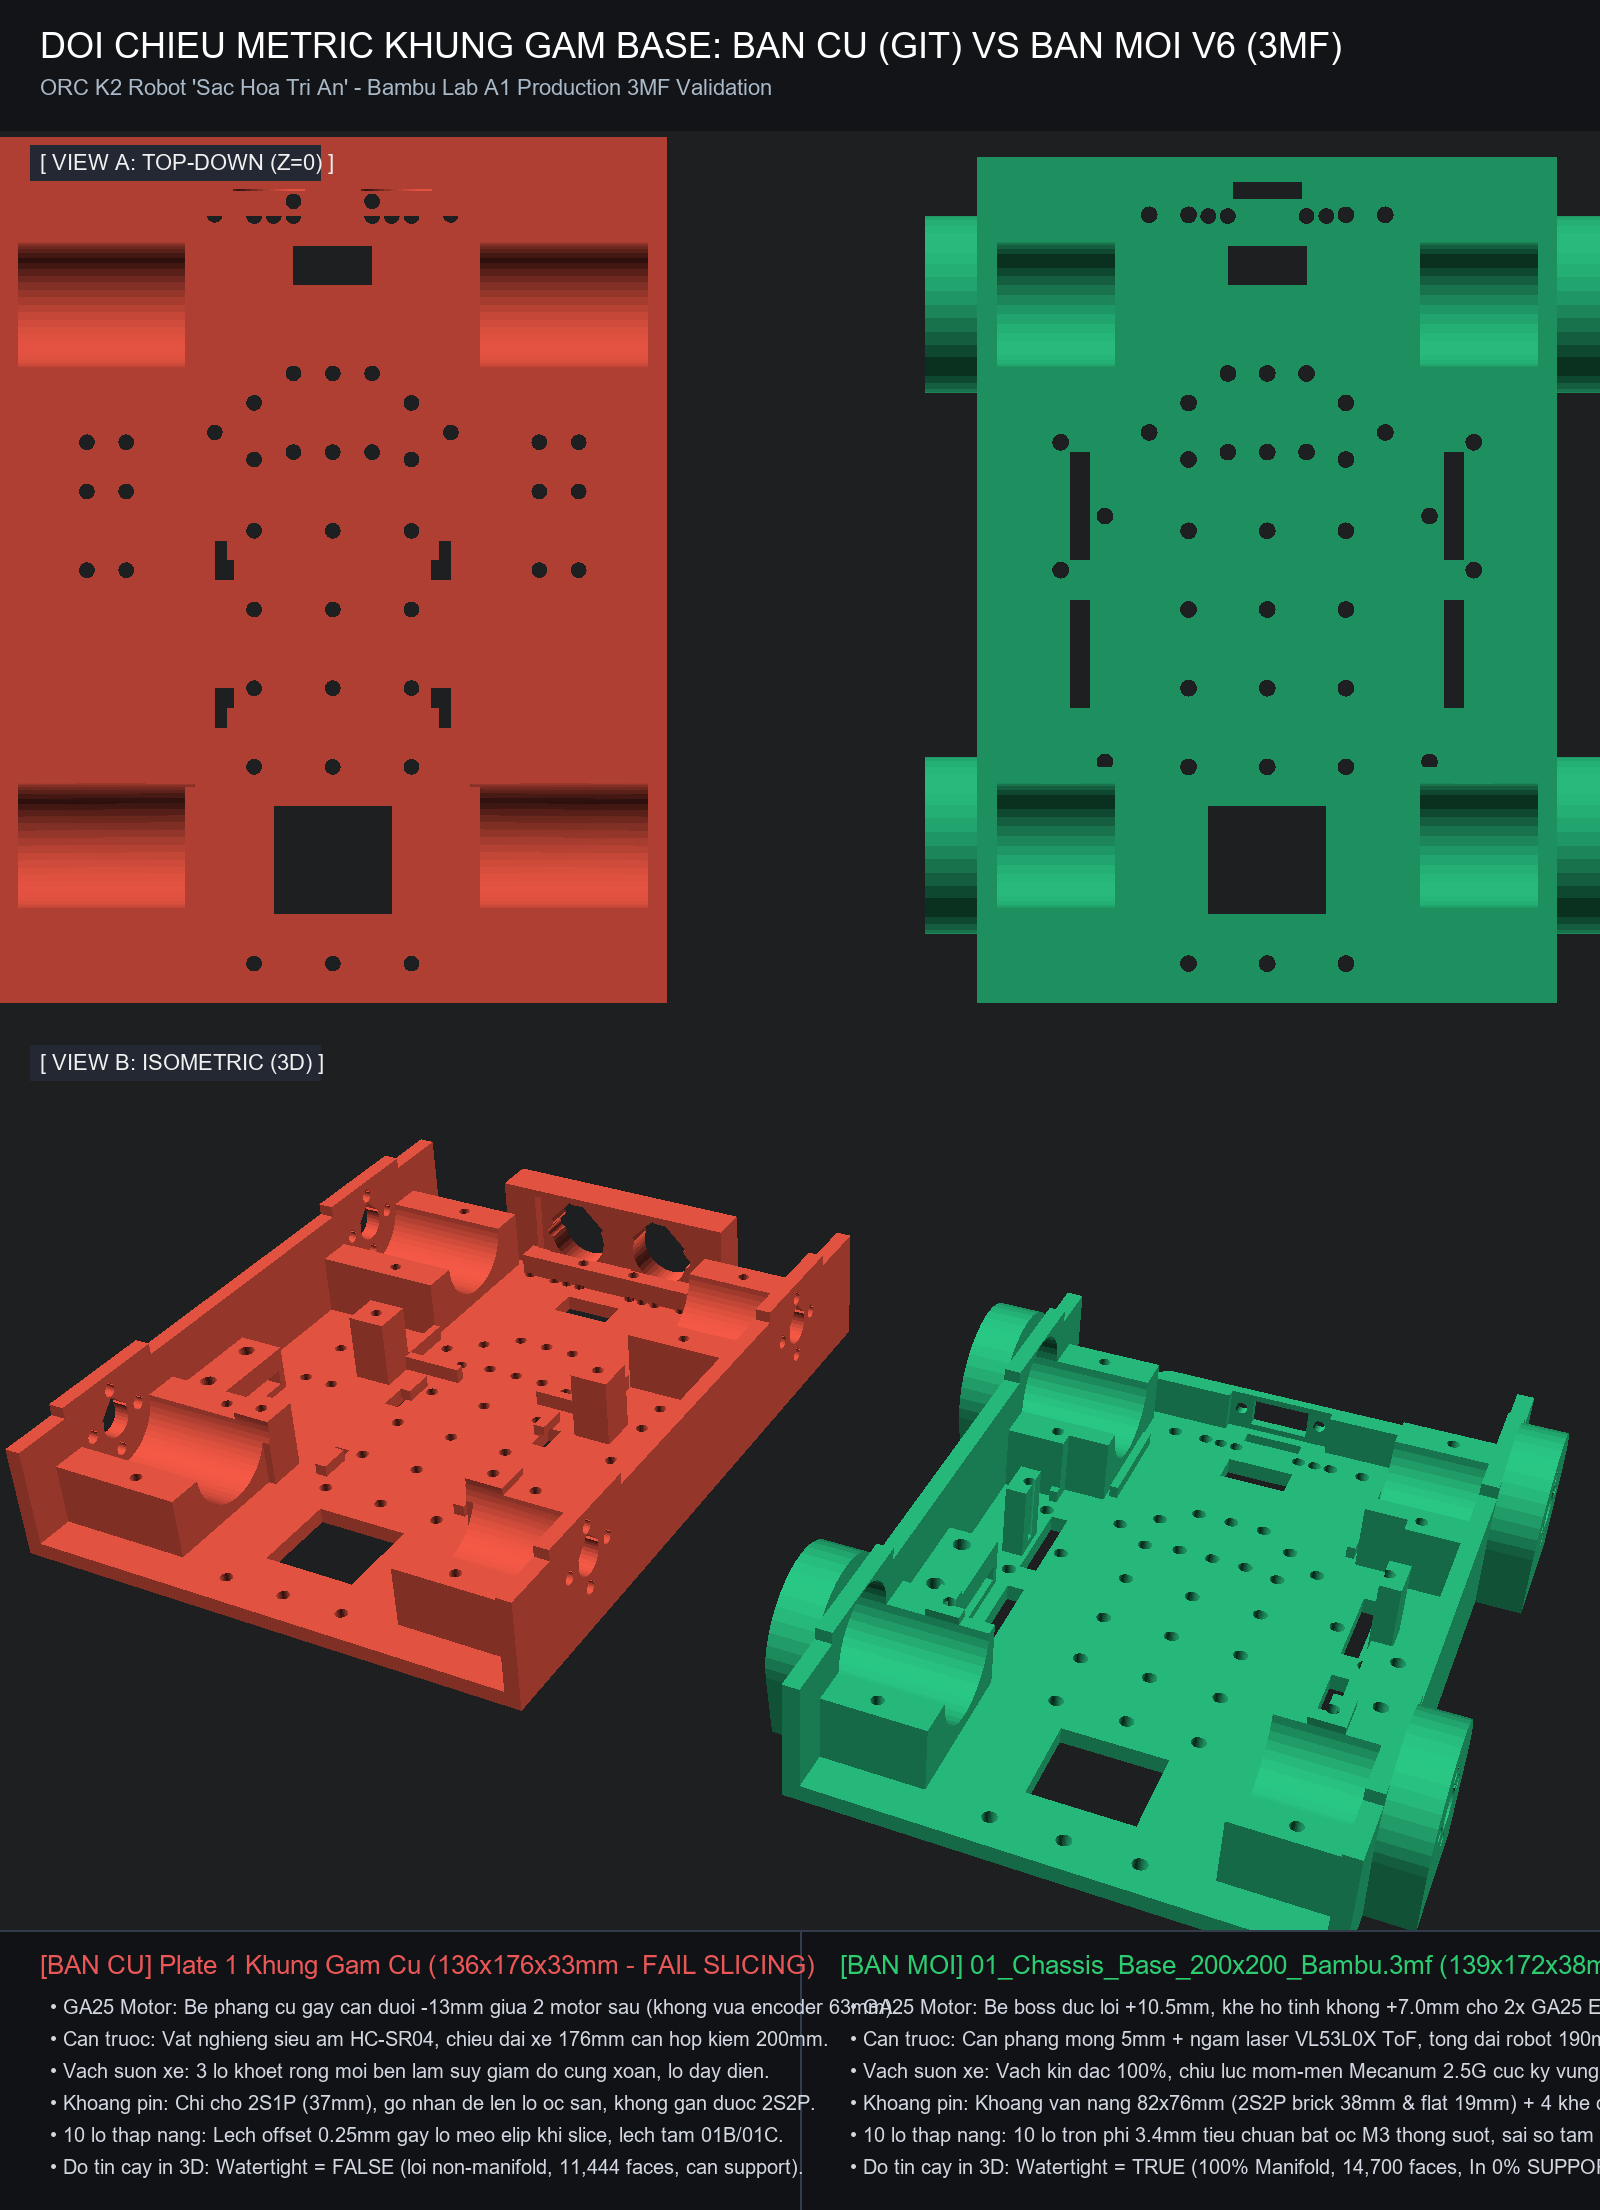 DOI CHIEU METRIC KHUNG GAM BASE: BAN CU (GIT) VS BAN MOI V6 (3MF)
ORC K2 Robot 'Sac Hoa Tri An' - Bambu Lab A1 Production 3MF Validation
[ VIEW A: TOP-DOWN (Z=0) ]
[ VIEW B: ISOMETRIC (3D) ]
[BAN CU] Plate 1 Khung Gam Cu (136x176x33mm - FAIL SLICING)
• GA25 Motor: Be phang cu gay can duoi -13mm giua 2 motor sau (khong vua encoder 63mm).
• Can truoc: Vat nghieng sieu am HC-SR04, chieu dai xe 176mm can hop kiem 200mm.
• Vach suon xe: 3 lo khoet rong moi ben lam suy giam do cung xoan, lo day dien.
• Khoang pin: Chi cho 2S1P (37mm), go nhan de len lo oc san, khong gan duoc 2S2P.
• 10 lo thap nang: Lech offset 0.25mm gay lo meo elip khi slice, lech tam 01B/01C.
• Do tin cay in 3D: Watertight = FALSE (loi non-manifold, 11,444 faces, can support).
[BAN MOI] 01_Chassis_Base_200x200_Bambu.3mf (139x172x38m
• GA25 Motor: Be boss duc loi +10.5mm, khe ho tinh khong +7.0mm cho 2x GA25 E
• Can truoc: Can phang mong 5mm + ngam laser VL53L0X ToF, tong dai robot 190m
• Vach suon xe: Vach kin dac 100%, chiu luc mom-men Mecanum 2.5G cuc ky vung
• Khoang pin: Khoang van nang 82x76mm (2S2P brick 38mm & flat 19mm) + 4 khe
• 10 lo thap nang: 10 lo tron phi 3.4mm tieu chuan bat oc M3 thong suot, sai so tam
• Do tin cay in 3D: Watertight = TRUE (100% Manifold, 14,700 faces, In 0% SUPPO